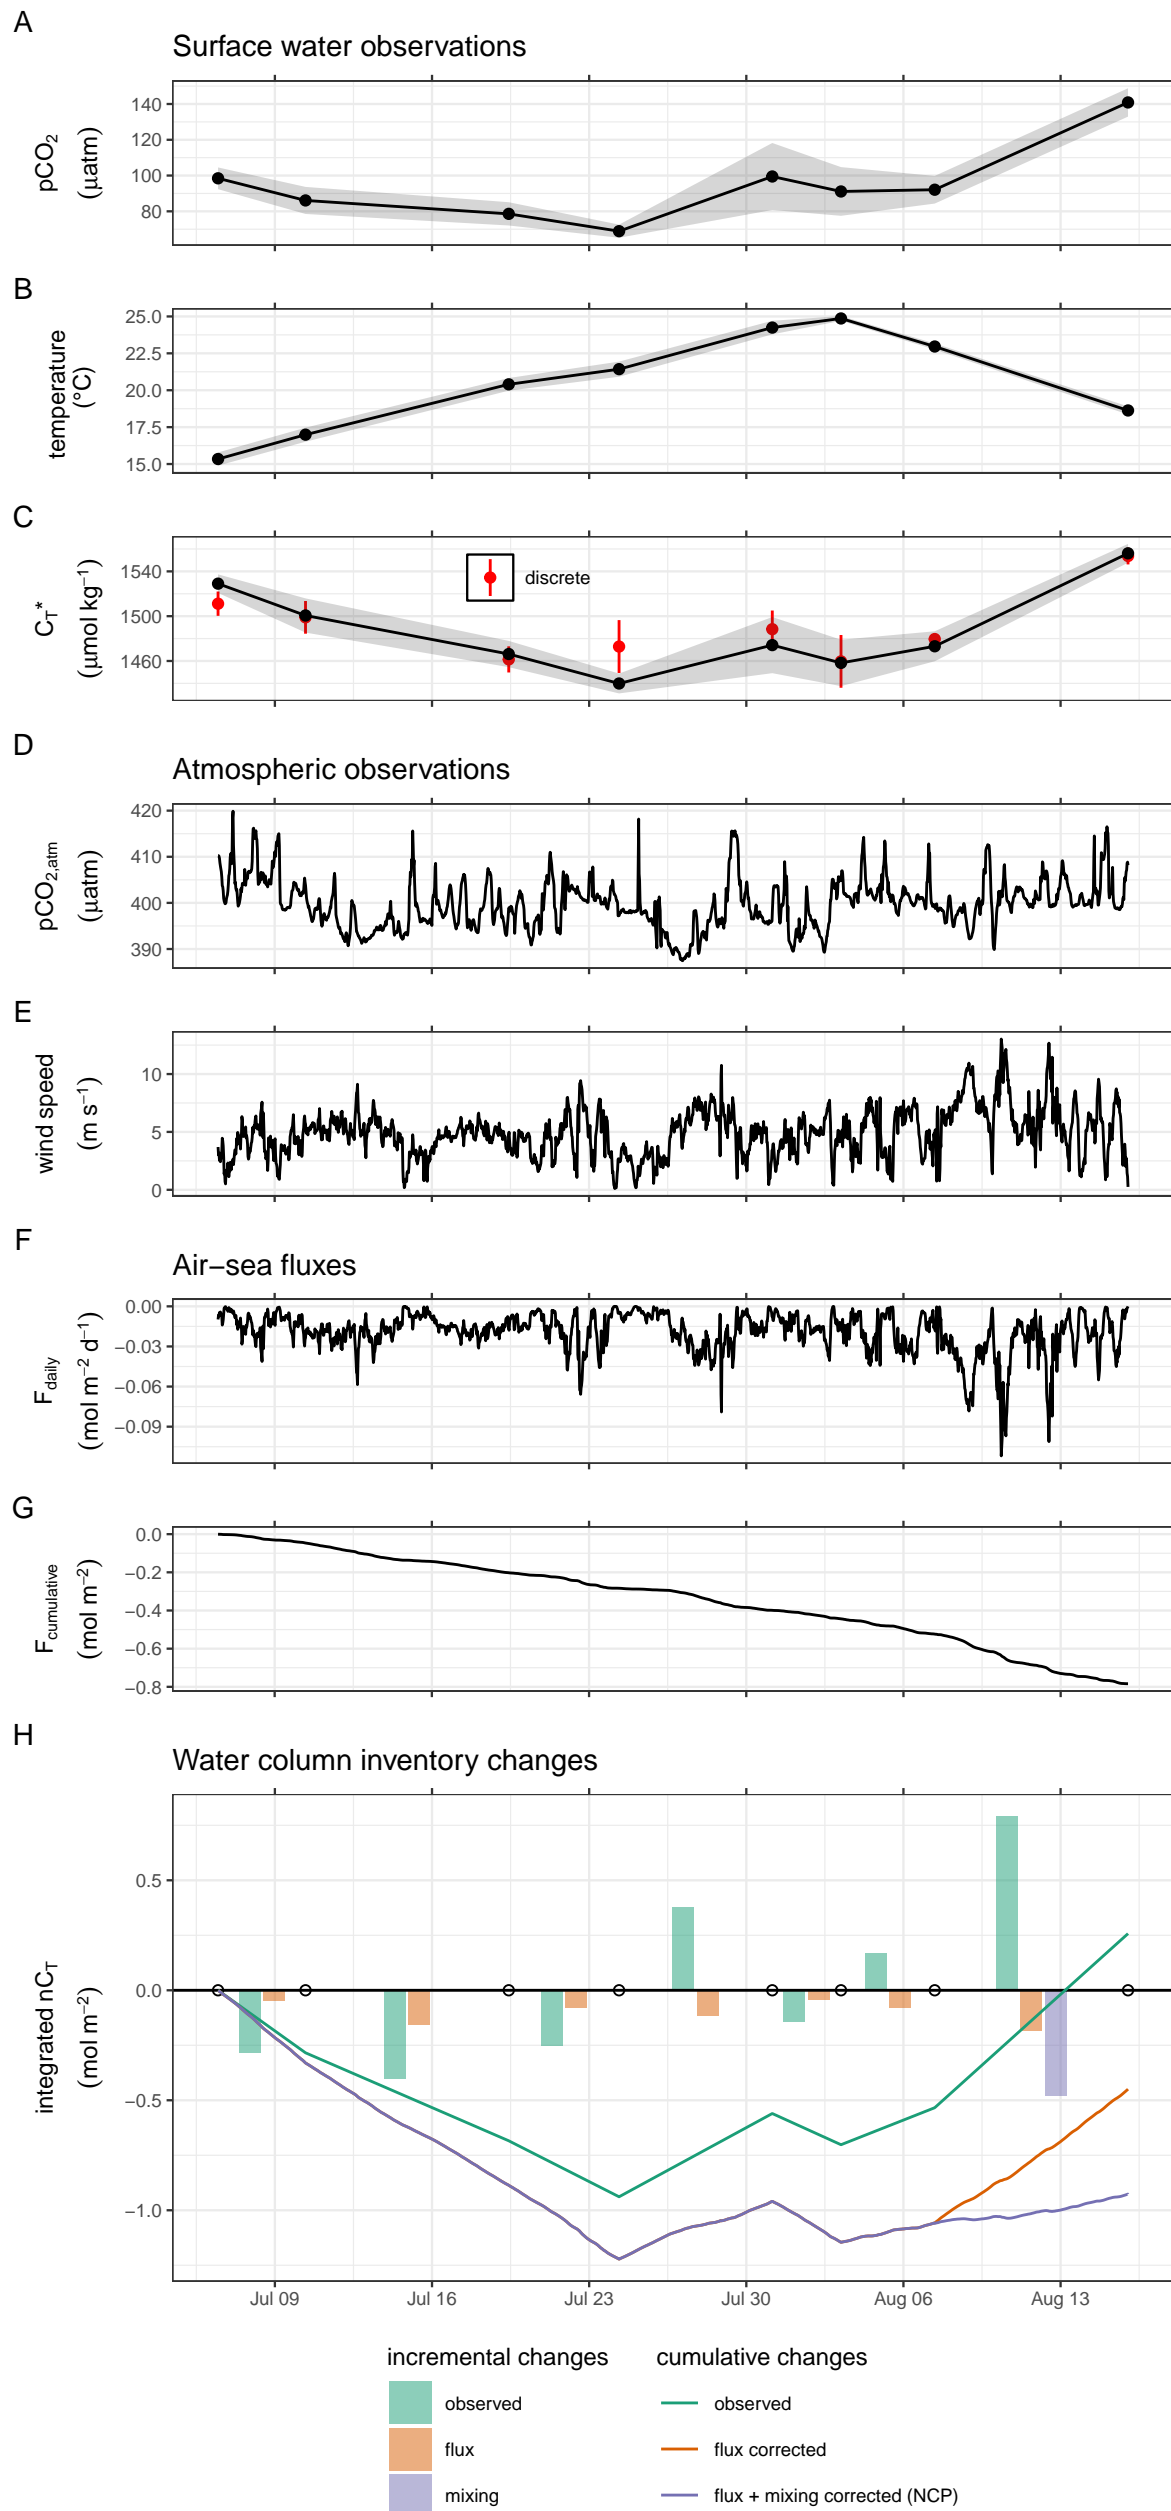 A
Surface water observations
pCO₂
(µatm)
140
120
100
80
B
temperature
(°C)
25.0
22.5
20.0
17.5
15.0
C
C_T*
(µmol kg⁻¹)
1540
1500
1460
discrete
D
Atmospheric observations
pCO₂,atm
(µatm)
420
410
400
390
E
wind speed
(m s⁻¹)
10
5
0
F
Air−sea fluxes
F_daily
(mol m⁻² d⁻¹)
0.00
−0.03
−0.06
−0.09
G
F_cumulative
(mol m⁻²)
0.0
−0.2
−0.4
−0.6
−0.8
H
Water column inventory changes
integrated nC_T
(mol m⁻²)
0.5
0.0
−0.5
−1.0
Jul 09 Jul 16 Jul 23 Jul 30 Aug 06 Aug 13
incremental changes
observed
flux
mixing
cumulative changes
observed
flux corrected
flux + mixing corrected (NCP)